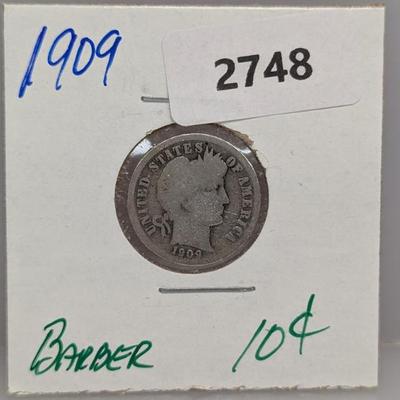 1909
2748
UNITED STATES OF AMERICA
1909
BARBER 10¢